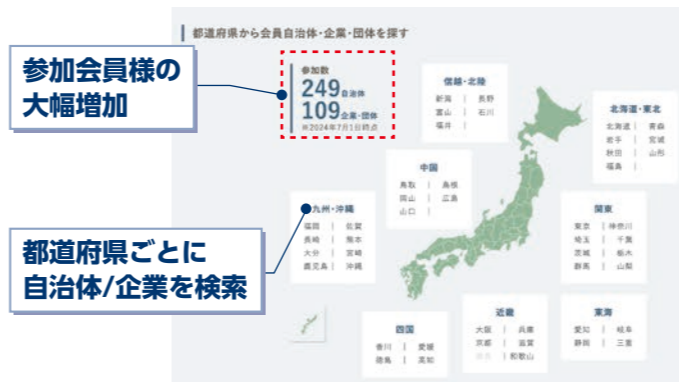 都道府県から会員自治体・企業・団体を探す
参加会員様の
大幅増加
参加数
249自治体
109企業・団体
※2024年7月1日時点
信越・北陸
新潟 | 長野
富山 | 石川
福井 |
北海道・東北
北海道 | 青森
岩手 | 宮城
秋田 | 山形
福島 |
中国
鳥取 | 島根
岡山 | 広島
山口 |
九州・沖縄
福岡 | 佐賀
長崎 | 熊本
大分 | 宮崎
鹿児島 | 沖縄
関東
東京 | 神奈川
埼玉 | 千葉
茨城 | 栃木
群馬 | 山梨
都道府県ごとに
自治体/企業を検索
四国
香川 | 愛媛
徳島 | 高知
近畿
大阪 | 兵庫
京都 | 滋賀
| 和歌山
東海
愛知 | 岐阜
静岡 | 三重